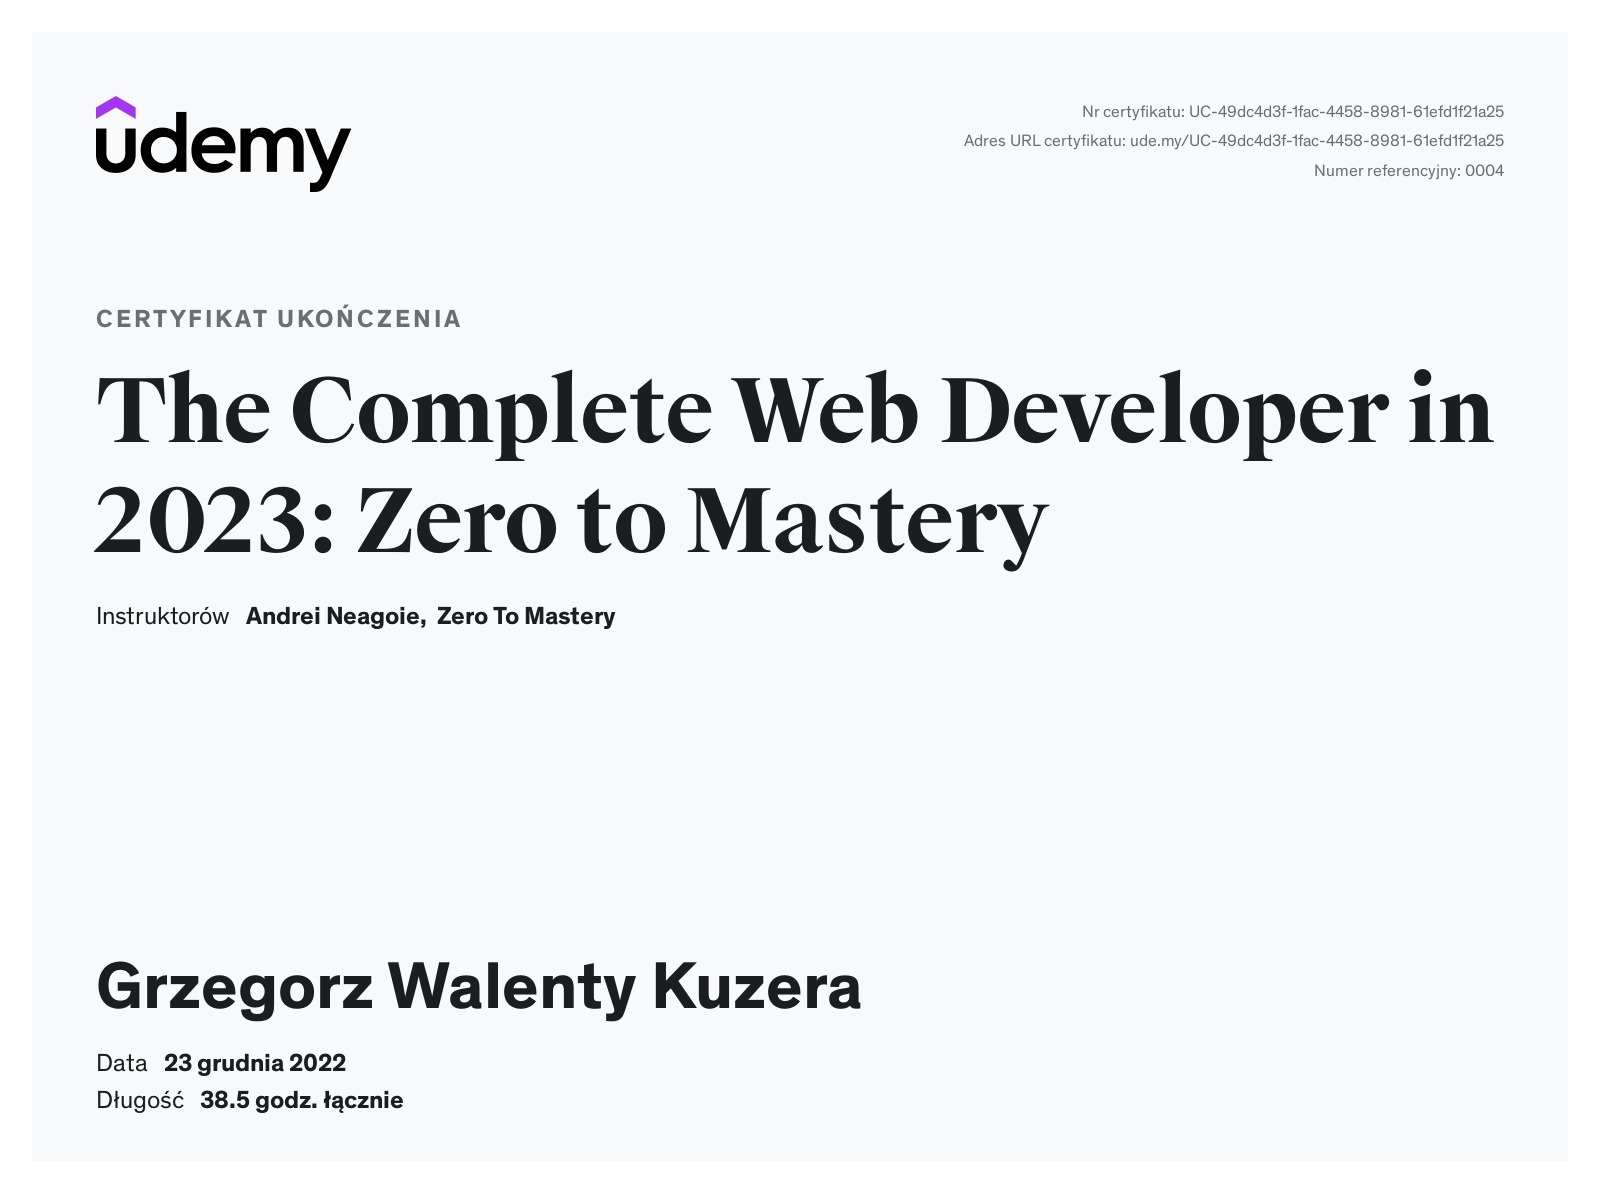 udemy
Nr certyfikatu: UC-49dc4d3f-1fac-4458-8981-61efd1f21a25
Adres URL certyfikatu: ude.my/UC-49dc4d3f-1fac-4458-8981-61efd1f21a25
Numer referencyjny: 0004
CERTYFIKAT UKOŃCZENIA
The Complete Web Developer in
2023: Zero to Mastery
Instruktorów Andrei Neagoie, Zero To Mastery
Grzegorz Walenty Kuzera
Data 23 grudnia 2022
Długość 38.5 godz. łącznie